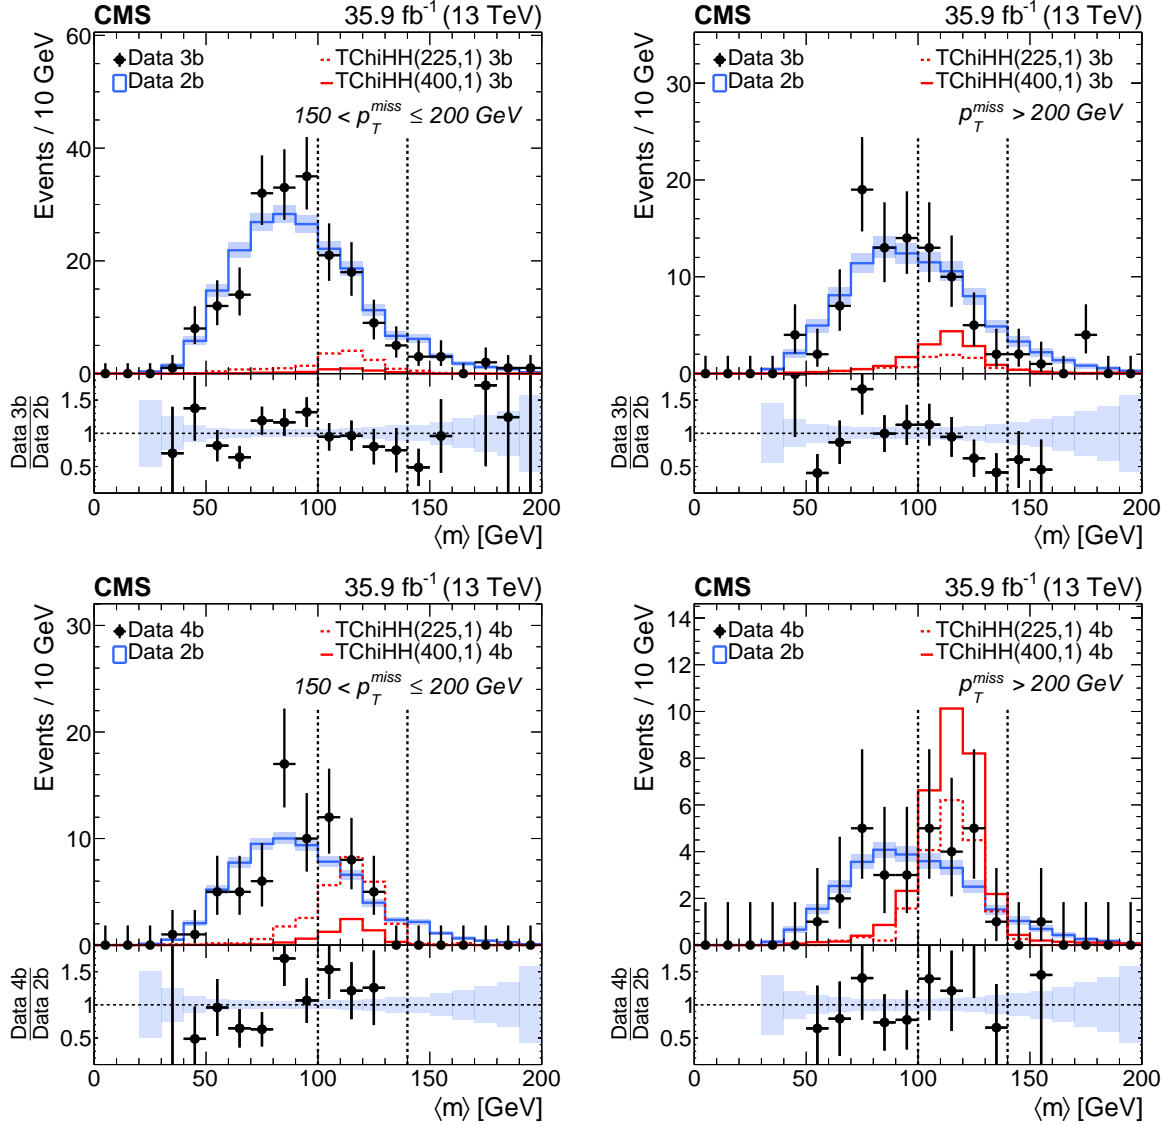 CMS 35.9 fb⁻¹ (13 TeV)
Events / 10 GeV
60
40
20
0
Data 3b
Data 2b
TChiHH(225,1) 3b
TChiHH(400,1) 3b
150 < p_T^miss ≤ 200 GeV
Data 3b
Data 2b
1.5
1
0.5
0 50 100 150 200
⟨m⟩ [GeV]
CMS 35.9 fb⁻¹ (13 TeV)
Events / 10 GeV
30
20
10
0
Data 3b
Data 2b
TChiHH(225,1) 3b
TChiHH(400,1) 3b
p_T^miss > 200 GeV
Data 3b
Data 2b
1.5
1
0.5
0 50 100 150 200
⟨m⟩ [GeV]
CMS 35.9 fb⁻¹ (13 TeV)
Events / 10 GeV
30
20
10
0
Data 4b
Data 2b
TChiHH(225,1) 4b
TChiHH(400,1) 4b
150 < p_T^miss ≤ 200 GeV
Data 4b
Data 2b
1.5
1
0.5
0 50 100 150 200
⟨m⟩ [GeV]
CMS 35.9 fb⁻¹ (13 TeV)
Events / 10 GeV
14
12
10
8
6
4
2
0
Data 4b
Data 2b
TChiHH(225,1) 4b
TChiHH(400,1) 4b
p_T^miss > 200 GeV
Data 4b
Data 2b
1.5
1
0.5
0 50 100 150 200
⟨m⟩ [GeV]